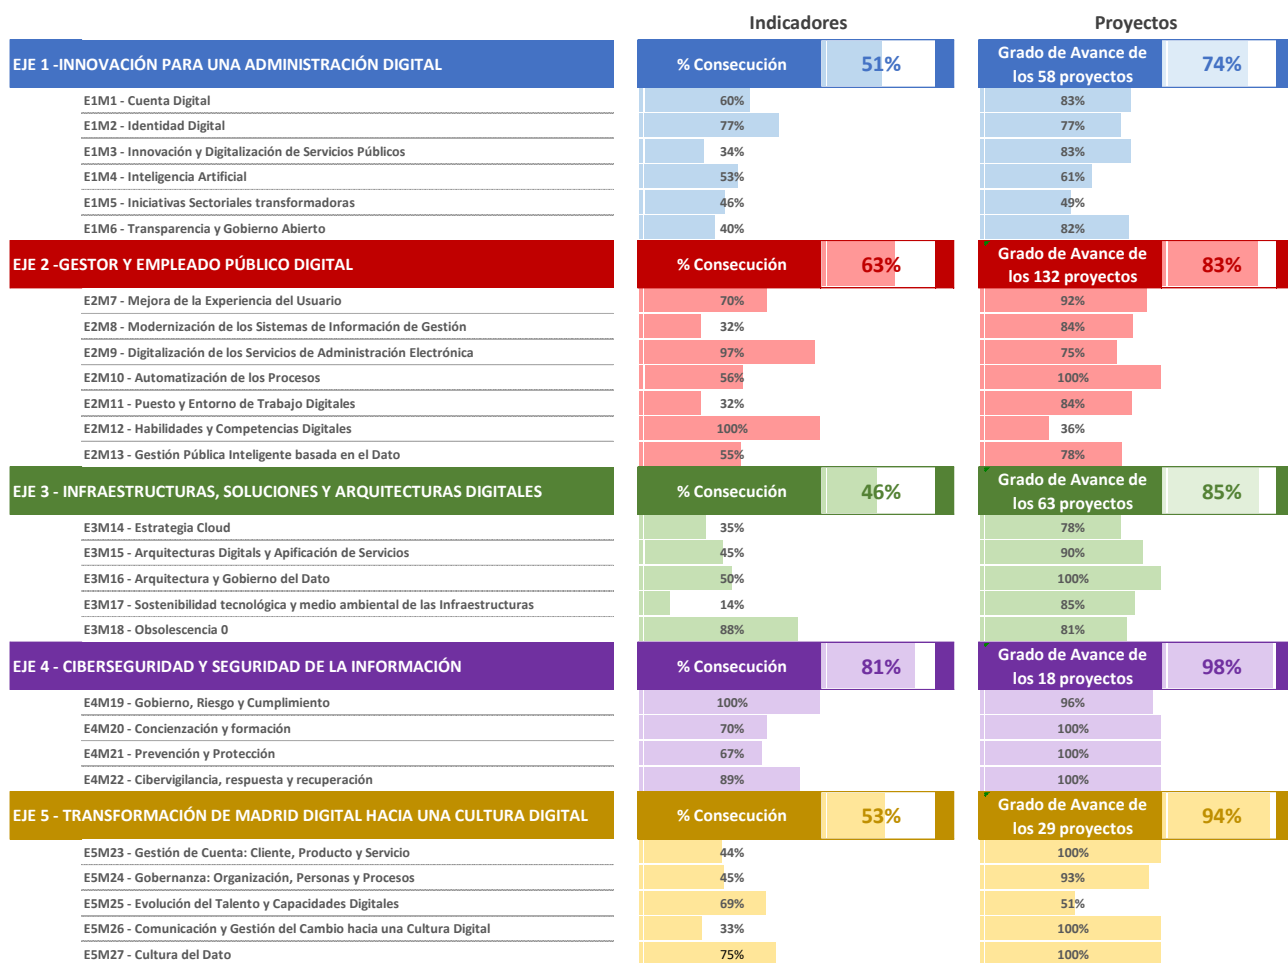 Indicadores Proyectos
EJE 1 -INNOVACIÓN PARA UNA ADMINISTRACIÓN DIGITAL % Consecución 51% Grado de Avance de los 58 proyectos 74%
E1M1 - Cuenta Digital 60% 83%
E1M2 - Identidad Digital 77% 77%
E1M3 - Innovación y Digitalización de Servicios Públicos 34% 83%
E1M4 - Inteligencia Artificial 53% 61%
E1M5 - Iniciativas Sectoriales transformadoras 46% 49%
E1M6 - Transparencia y Gobierno Abierto 40% 82%
EJE 2 -GESTOR Y EMPLEADO PÚBLICO DIGITAL % Consecución 63% Grado de Avance de los 132 proyectos 83%
E2M7 - Mejora de la Experiencia del Usuario 70% 92%
E2M8 - Modernización de los Sistemas de Información de Gestión 32% 84%
E2M9 - Digitalización de los Servicios de Administración Electrónica 97% 75%
E2M10 - Automatización de los Procesos 56% 100%
E2M11 - Puesto y Entorno de Trabajo Digitales 32% 84%
E2M12 - Habilidades y Competencias Digitales 100% 36%
E2M13 - Gestión Pública Inteligente basada en el Dato 55% 78%
EJE 3 - INFRAESTRUCTURAS, SOLUCIONES Y ARQUITECTURAS DIGITALES % Consecución 46% Grado de Avance de los 63 proyectos 85%
E3M14 - Estrategia Cloud 35% 78%
E3M15 - Arquitecturas Digitals y Apificación de Servicios 45% 90%
E3M16 - Arquitectura y Gobierno del Dato 50% 100%
E3M17 - Sostenibilidad tecnológica y medio ambiental de las Infraestructuras 14% 85%
E3M18 - Obsolescencia 0 88% 81%
EJE 4 - CIBERSEGURIDAD Y SEGURIDAD DE LA INFORMACIÓN % Consecución 81% Grado de Avance de los 18 proyectos 98%
E4M19 - Gobierno, Riesgo y Cumplimiento 100% 96%
E4M20 - Concienzación y formación 70% 100%
E4M21 - Prevención y Protección 67% 100%
E4M22 - Cibervigilancia, respuesta y recuperación 89% 100%
EJE 5 - TRANSFORMACIÓN DE MADRID DIGITAL HACIA UNA CULTURA DIGITAL % Consecución 53% Grado de Avance de los 29 proyectos 94%
E5M23 - Gestión de Cuenta: Cliente, Producto y Servicio 44% 100%
E5M24 - Gobernanza: Organización, Personas y Procesos 45% 93%
E5M25 - Evolución del Talento y Capacidades Digitales 69% 51%
E5M26 - Comunicación y Gestión del Cambio hacia una Cultura Digital 33% 100%
E5M27 - Cultura del Dato 75% 100%